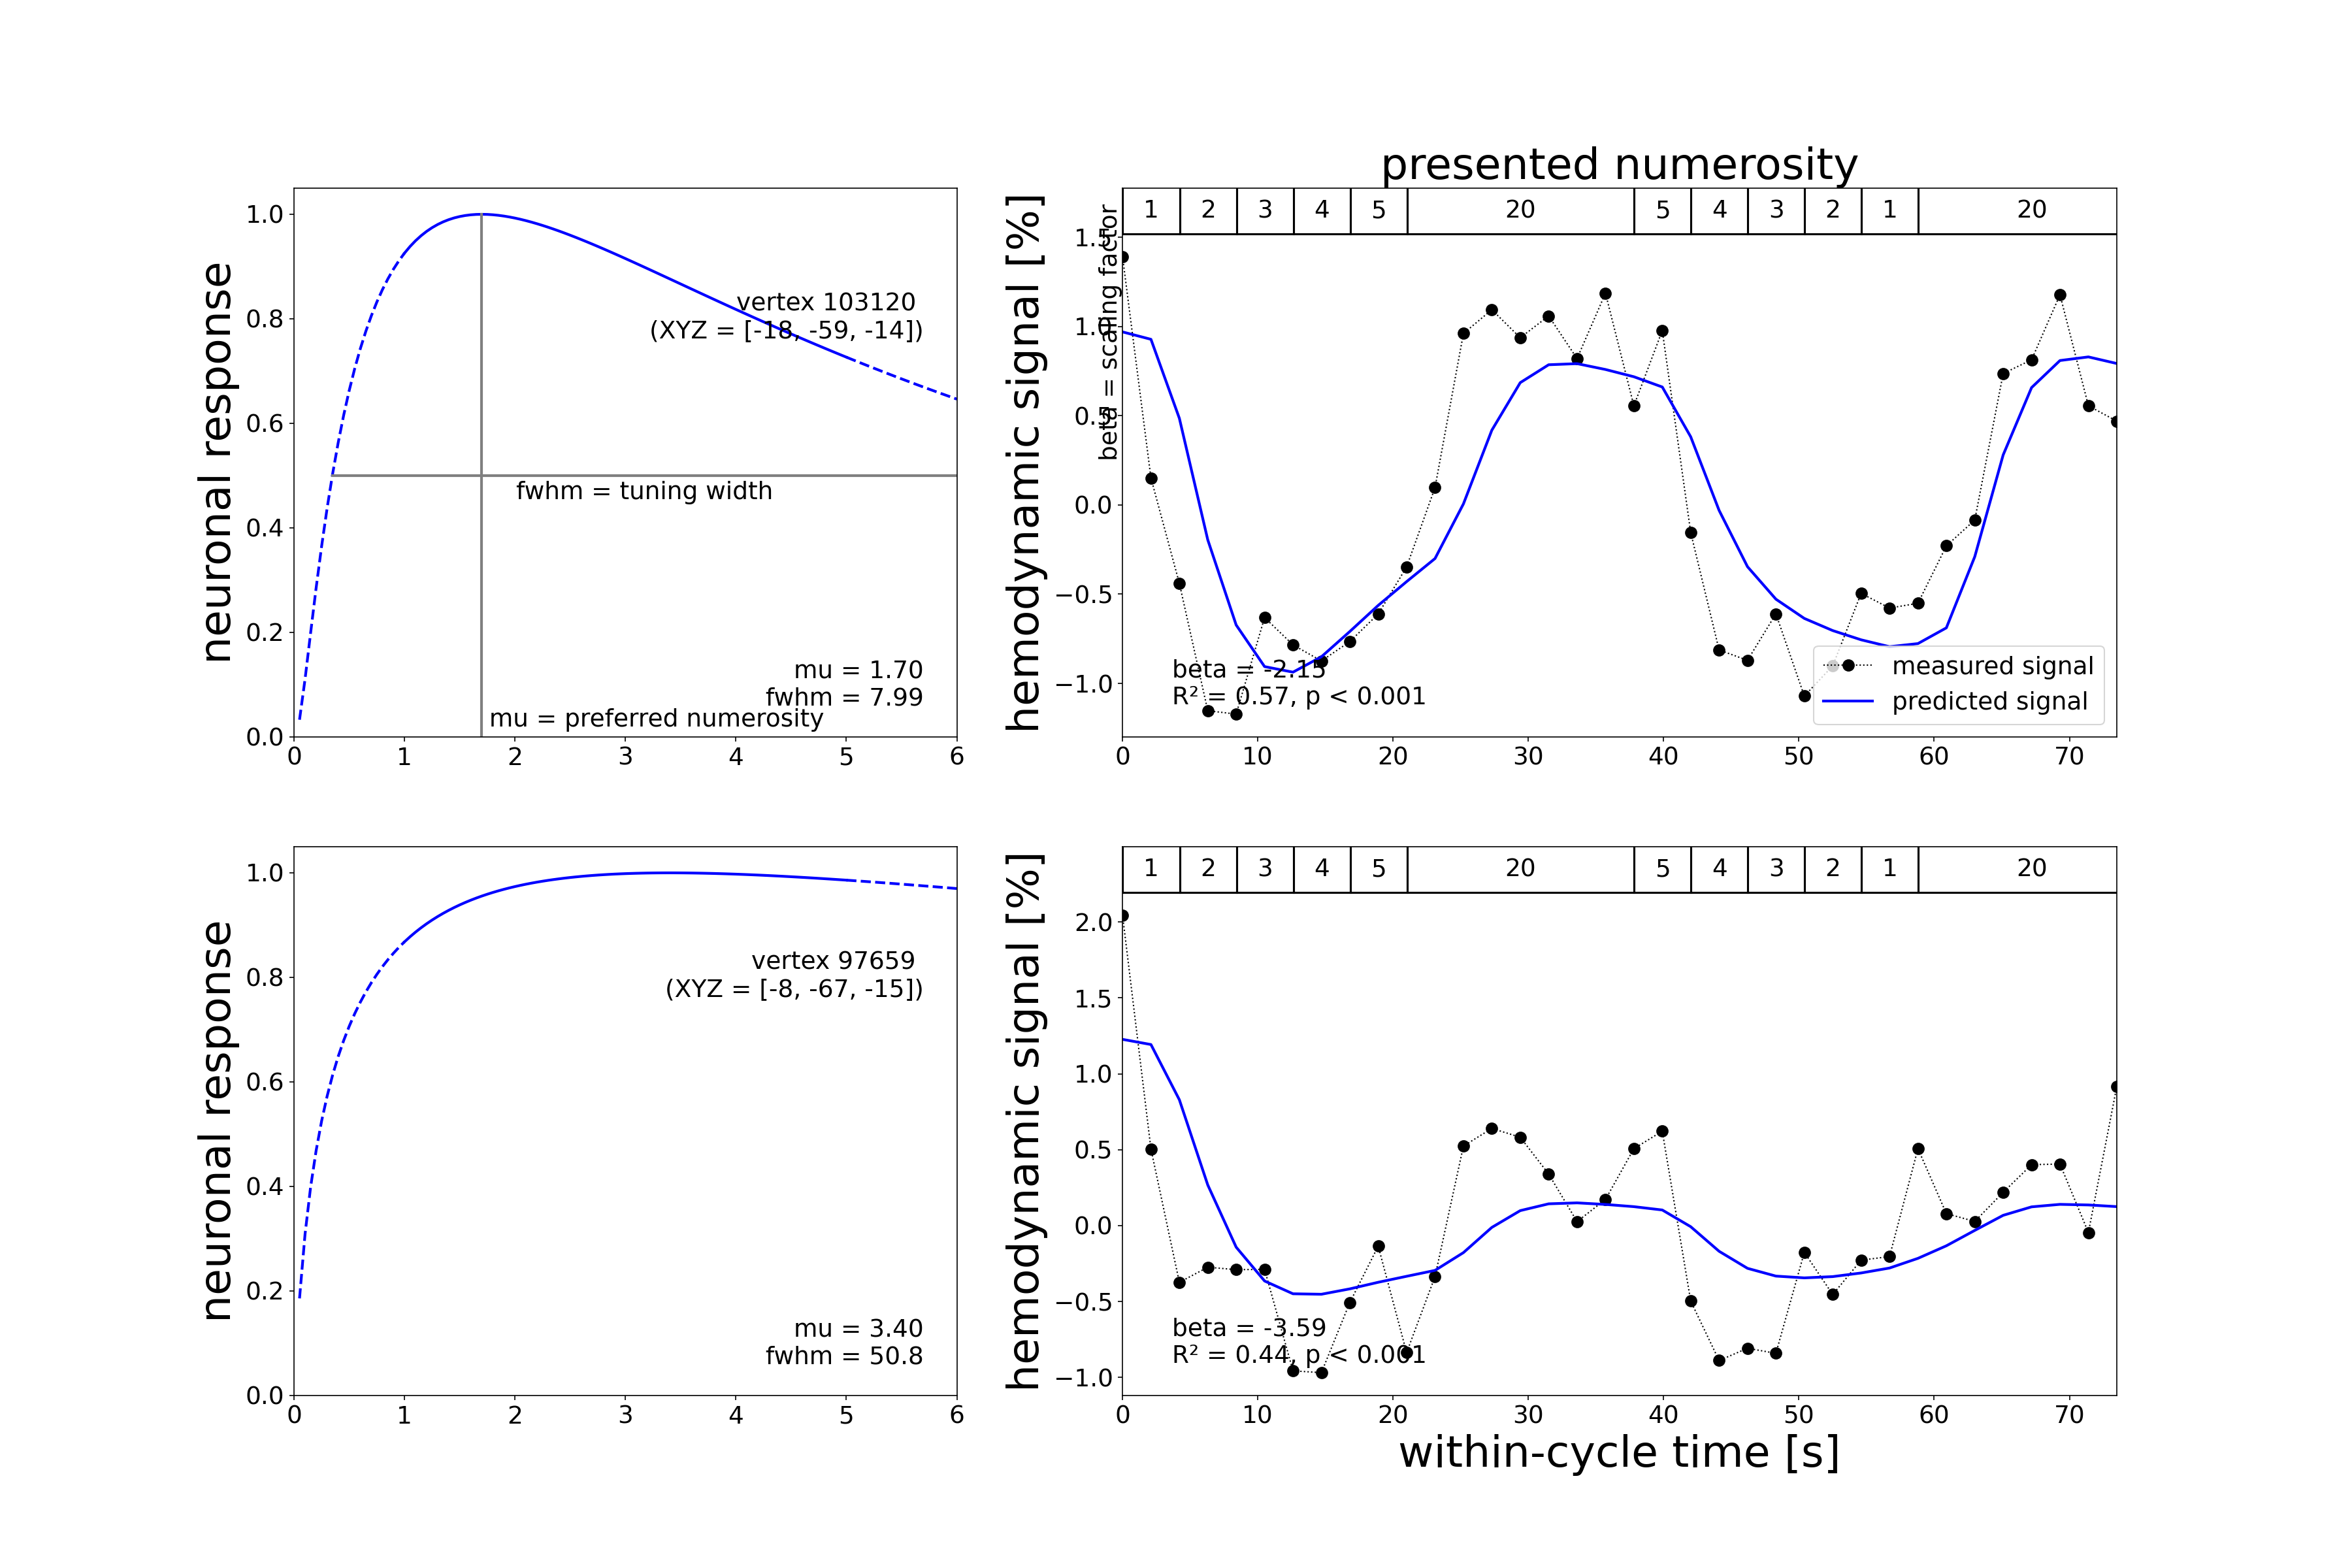 presented numerosity
neuronal response
1.0
0.8
0.6
0.4
0.2
0.0
0 1 2 3 4 5 6
vertex 103120
(XYZ = [-18, -59, -14])
fwhm = tuning width
mu = 1.70
fwhm = 7.99
mu = preferred numerosity
hemodynamic signal [%]
beta = scaling factor
1 2 3 4 5 20 5 4 3 2 1 20
1.5
1.0
0.5
0.0
−0.5
−1.0
beta = -2.15
R² = 0.57, p < 0.001
measured signal
predicted signal
0 10 20 30 40 50 60 70
neuronal response
1.0
0.8
0.6
0.4
0.2
0.0
0 1 2 3 4 5 6
vertex 97659
(XYZ = [-8, -67, -15])
mu = 3.40
fwhm = 50.8
hemodynamic signal [%]
1 2 3 4 5 20 5 4 3 2 1 20
2.0
1.5
1.0
0.5
0.0
−0.5
−1.0
beta = -3.59
R² = 0.44, p < 0.001
0 10 20 30 40 50 60 70
within-cycle time [s]